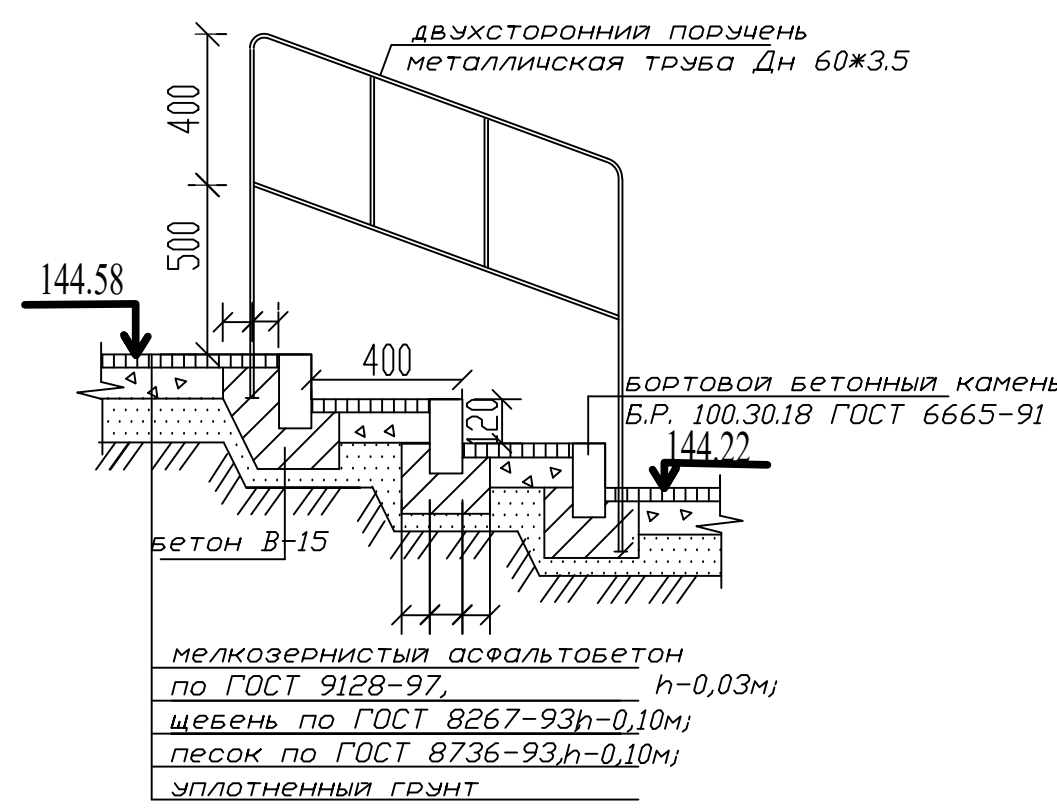 двухсторонний поручень
металличская труба Дн 60*3.5
400
500
144.58
400
120
бортовой бетонный камень
Б.Р. 100.30.18 ГОСТ 6665-91
144.22
бетон В-15
мелкозернистый асфальтобетон
по ГОСТ 9128-97, h-0,03м;
щебень по ГОСТ 8267-93,h-0,10м;
песок по ГОСТ 8736-93,h-0,10м;
уплотненный грунт